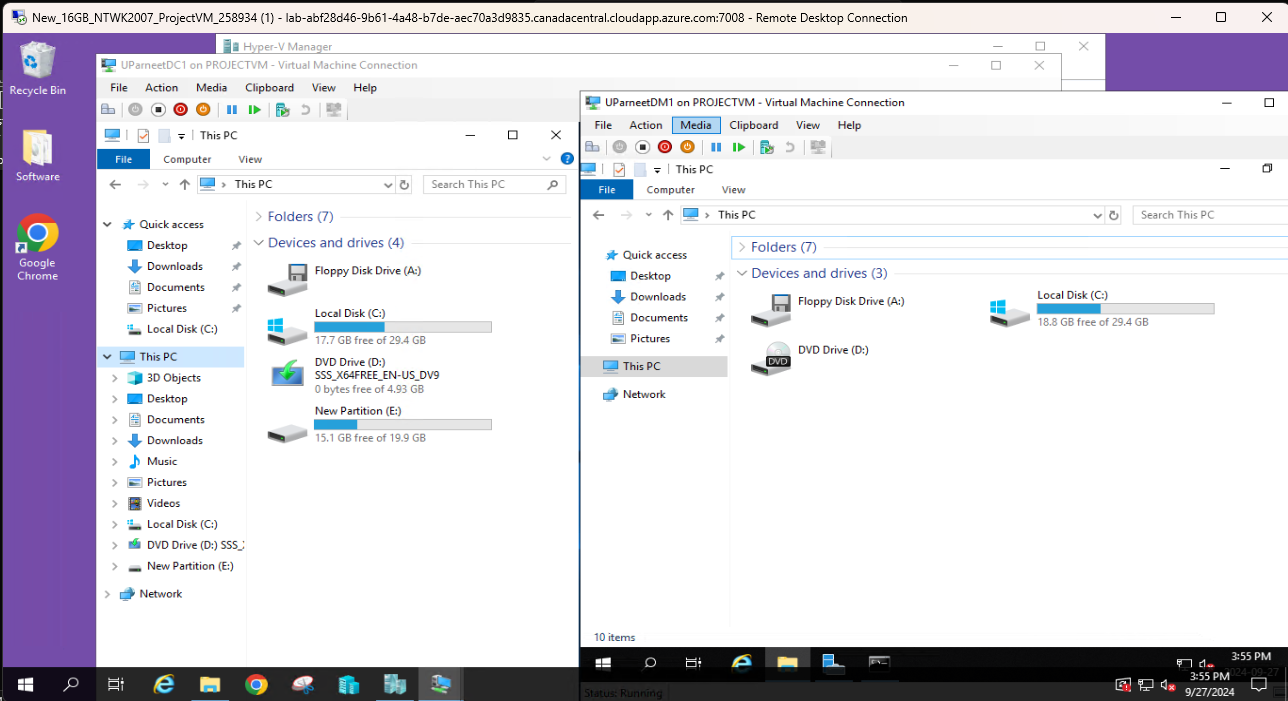 New_16GB_NTWK2007_ProjectVM_258934 (1) - lab-abf28d46-9b61-4a48-b7de-aec70a3d9835.canadacentral.cloudapp.azure.com:7008 - Remote Desktop Connection
Recycle Bin
Software
Google
Chrome
Hyper-V Manager
UParneetDC1 on PROJECTVM - Virtual Machine Connection
File Action Media Clipboard View Help
This PC
File Computer View
This PC
Search This PC
Quick access
Desktop
Downloads
Documents
Pictures
Local Disk (C:)
This PC
3D Objects
Desktop
Documents
Downloads
Music
Pictures
Videos
Local Disk (C:)
DVD Drive (D:) SSS_
New Partition (E:)
Network
Folders (7)
Devices and drives (4)
Floppy Disk Drive (A:)
Local Disk (C:)
17.7 GB free of 29.4 GB
DVD Drive (D:)
SSS_X64FREE_EN-US_DV9
0 bytes free of 4.93 GB
New Partition (E:)
15.1 GB free of 19.9 GB
UParneetDM1 on PROJECTVM - Virtual Machine Connection
File Action Media Clipboard View Help
This PC
File Computer View
This PC
Search This PC
Quick access
Desktop
Downloads
Documents
Pictures
This PC
Network
Folders (7)
Devices and drives (3)
Floppy Disk Drive (A:)
Local Disk (C:)
18.8 GB free of 29.4 GB
DVD
DVD Drive (D:)
10 items
3:55 PM
2024-09-27
Status: Running
3:55 PM
9/27/2024